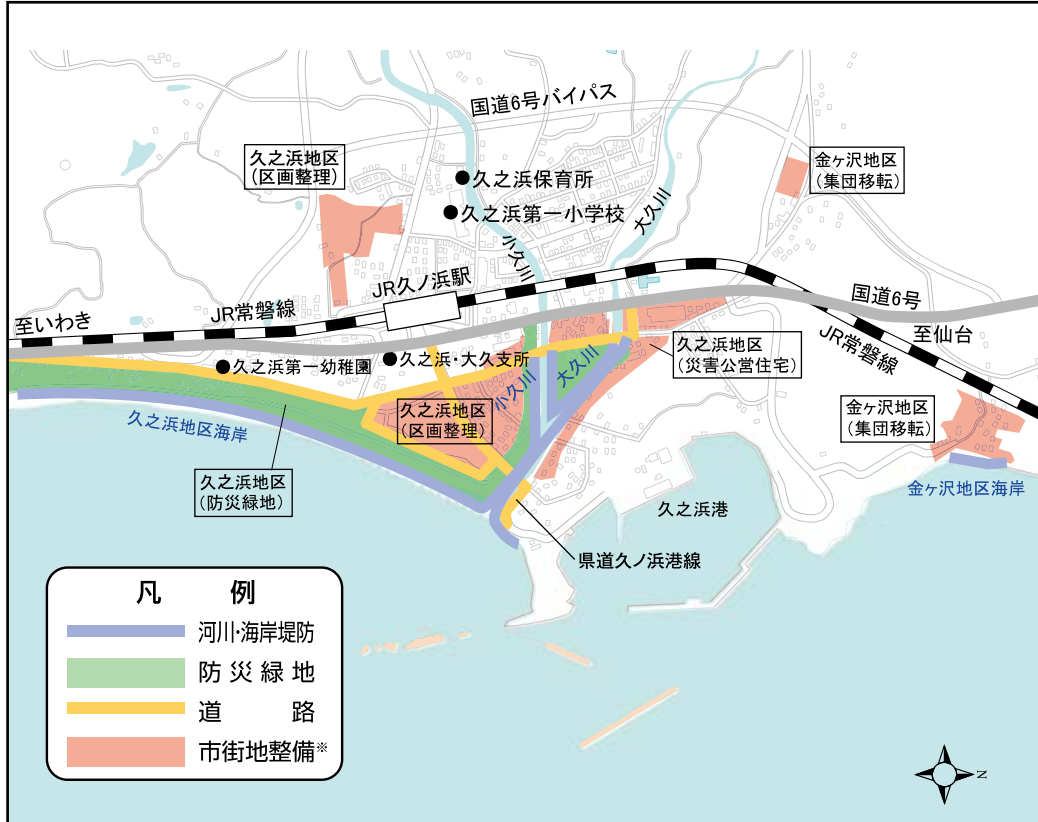 国道6号バイパス
久之浜地区
(区画整理)
金ヶ沢地区
(集団移転)
久之浜保育所
久之浜第一小学校
大久川
小久川
JR久ノ浜駅
JR常磐線
至いわき
国道6号
至仙台
JR常磐線
久之浜第一幼稚園
久之浜・大久支所
久之浜地区
(災害公営住宅)
大久川
小久川
久之浜地区
(区画整理)
金ヶ沢地区
(集団移転)
久之浜地区海岸
久之浜地区
(防災緑地)
金ヶ沢地区海岸
久之浜港
県道久ノ浜港線
凡 例
河川・海岸堤防
防災緑地
道 路
市街地整備※
N